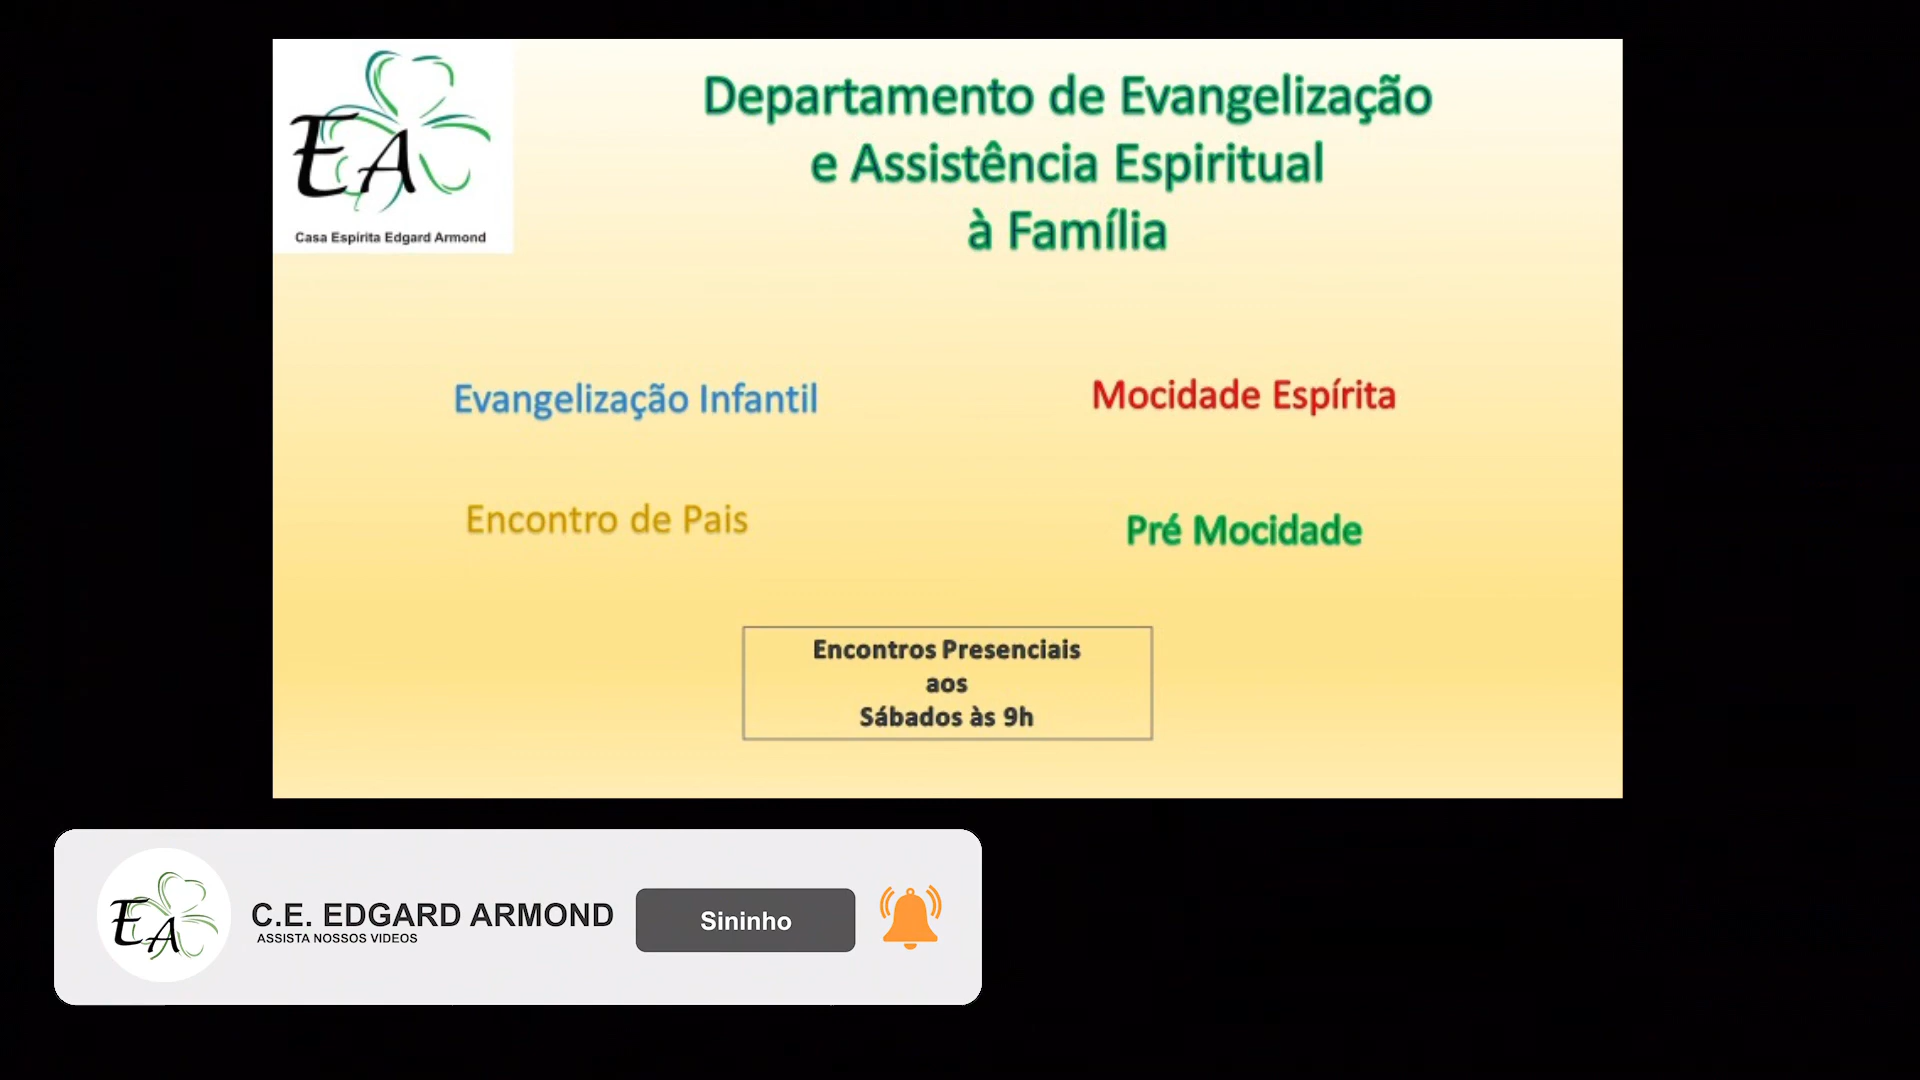 EA
Casa Espírita Edgard Armond
Departamento de Evangelização
e Assistência Espiritual
à Família
Evangelização Infantil
Mocidade Espírita
Encontro de Pais
Pré Mocidade
Encontros Presenciais
aos
Sábados às 9h
EA
C.E. EDGARD ARMOND
ASSISTA NOSSOS VIDEOS
Sininho